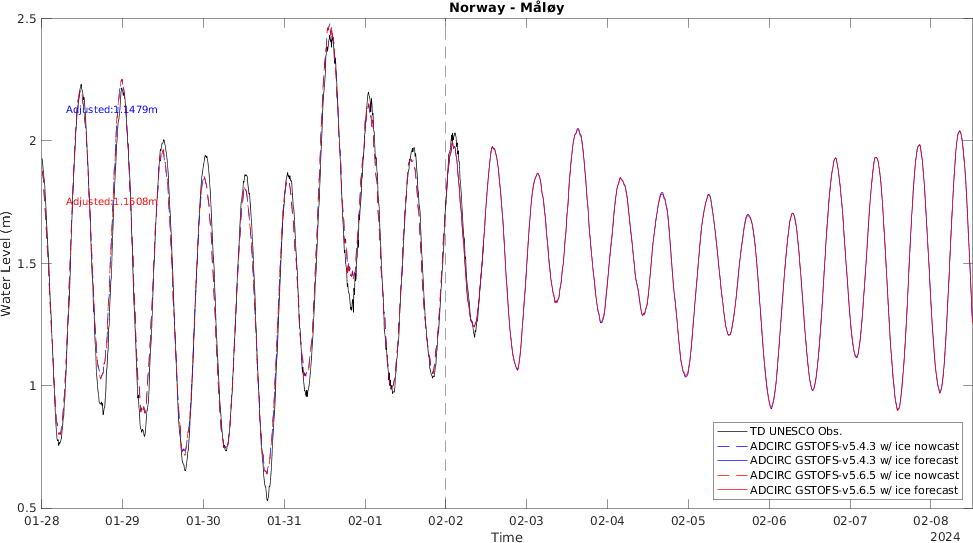 Norway - Måløy
2.5
2
1.5
1
0.5
Water Level (m)
Adjusted:1.1479m
Adjusted:1.1508m
TD UNESCO Obs.
ADCIRC GSTOFS-v5.4.3 w/ ice nowcast
ADCIRC GSTOFS-v5.4.3 w/ ice forecast
ADCIRC GSTOFS-v5.6.5 w/ ice nowcast
ADCIRC GSTOFS-v5.6.5 w/ ice forecast
01-28 01-29 01-30 01-31 02-01 02-02 02-03 02-04 02-05 02-06 02-07 02-08
Time
2024